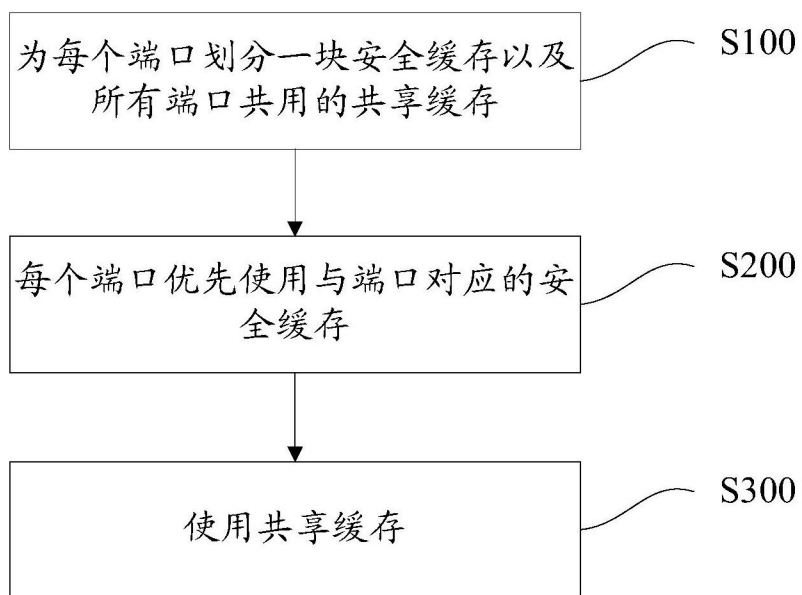 为每个端口划分一块安全缓存以及
所有端口共用的共享缓存
S100
每个端口优先使用与端口对应的安
全缓存
S200
使用共享缓存
S300